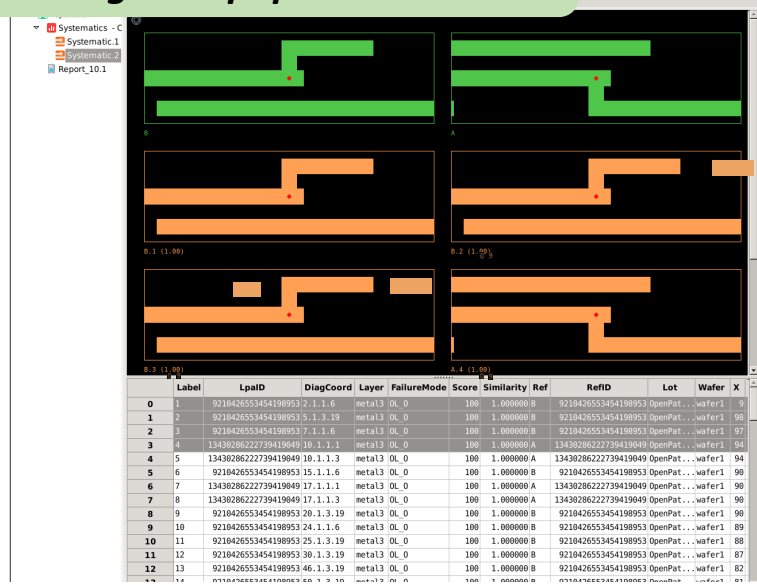 Systematics - C
Systematic.1
Systematic.2
Report_10.1
B
A
B.1 (1.00)
B.2 (1.00)
B.3 (1.00)
A.4 (1.00)
Label LpaID DiagCoord Layer FailureMode Score Similarity Ref RefID Lot Wafer X
0 1 9210426553454198953 2.1.1.6 metal3 OL_0 100 1.000000 B 9210426553454198953 OpenPat... wafer1 9
1 2 9210426553454198953 5.1.3.19 metal3 OL_0 100 1.000000 B 9210426553454198953 OpenPat... wafer1 98
2 3 9210426553454198953 7.1.1.6 metal3 OL_0 100 1.000000 B 9210426553454198953 OpenPat... wafer1 97
3 4 13430286222739419049 10.1.1.1 metal3 OL_0 100 1.000000 A 13430286222739419049 OpenPat... wafer1 94
4 5 13430286222739419049 10.1.1.3 metal3 OL_0 100 1.000000 A 13430286222739419049 OpenPat... wafer1 94
5 6 9210426553454198953 15.1.1.6 metal3 OL_0 100 1.000000 B 9210426553454198953 OpenPat... wafer1 90
6 7 13430286222739419049 17.1.1.1 metal3 OL_0 100 1.000000 A 13430286222739419049 OpenPat... wafer1 90
7 8 13430286222739419049 17.1.1.3 metal3 OL_0 100 1.000000 A 13430286222739419049 OpenPat... wafer1 90
8 9 9210426553454198953 20.1.3.19 metal3 OL_0 100 1.000000 B 9210426553454198953 OpenPat... wafer1 90
9 10 9210426553454198953 24.1.1.6 metal3 OL_0 100 1.000000 B 9210426553454198953 OpenPat... wafer1 89
10 11 9210426553454198953 25.1.3.19 metal3 OL_0 100 1.000000 B 9210426553454198953 OpenPat... wafer1 88
11 12 9210426553454198953 30.1.3.19 metal3 OL_0 100 1.000000 B 9210426553454198953 OpenPat... wafer1 87
12 13 9210426553454198953 46.1.3.19 metal3 OL_0 100 1.000000 B 9210426553454198953 OpenPat... wafer1 82